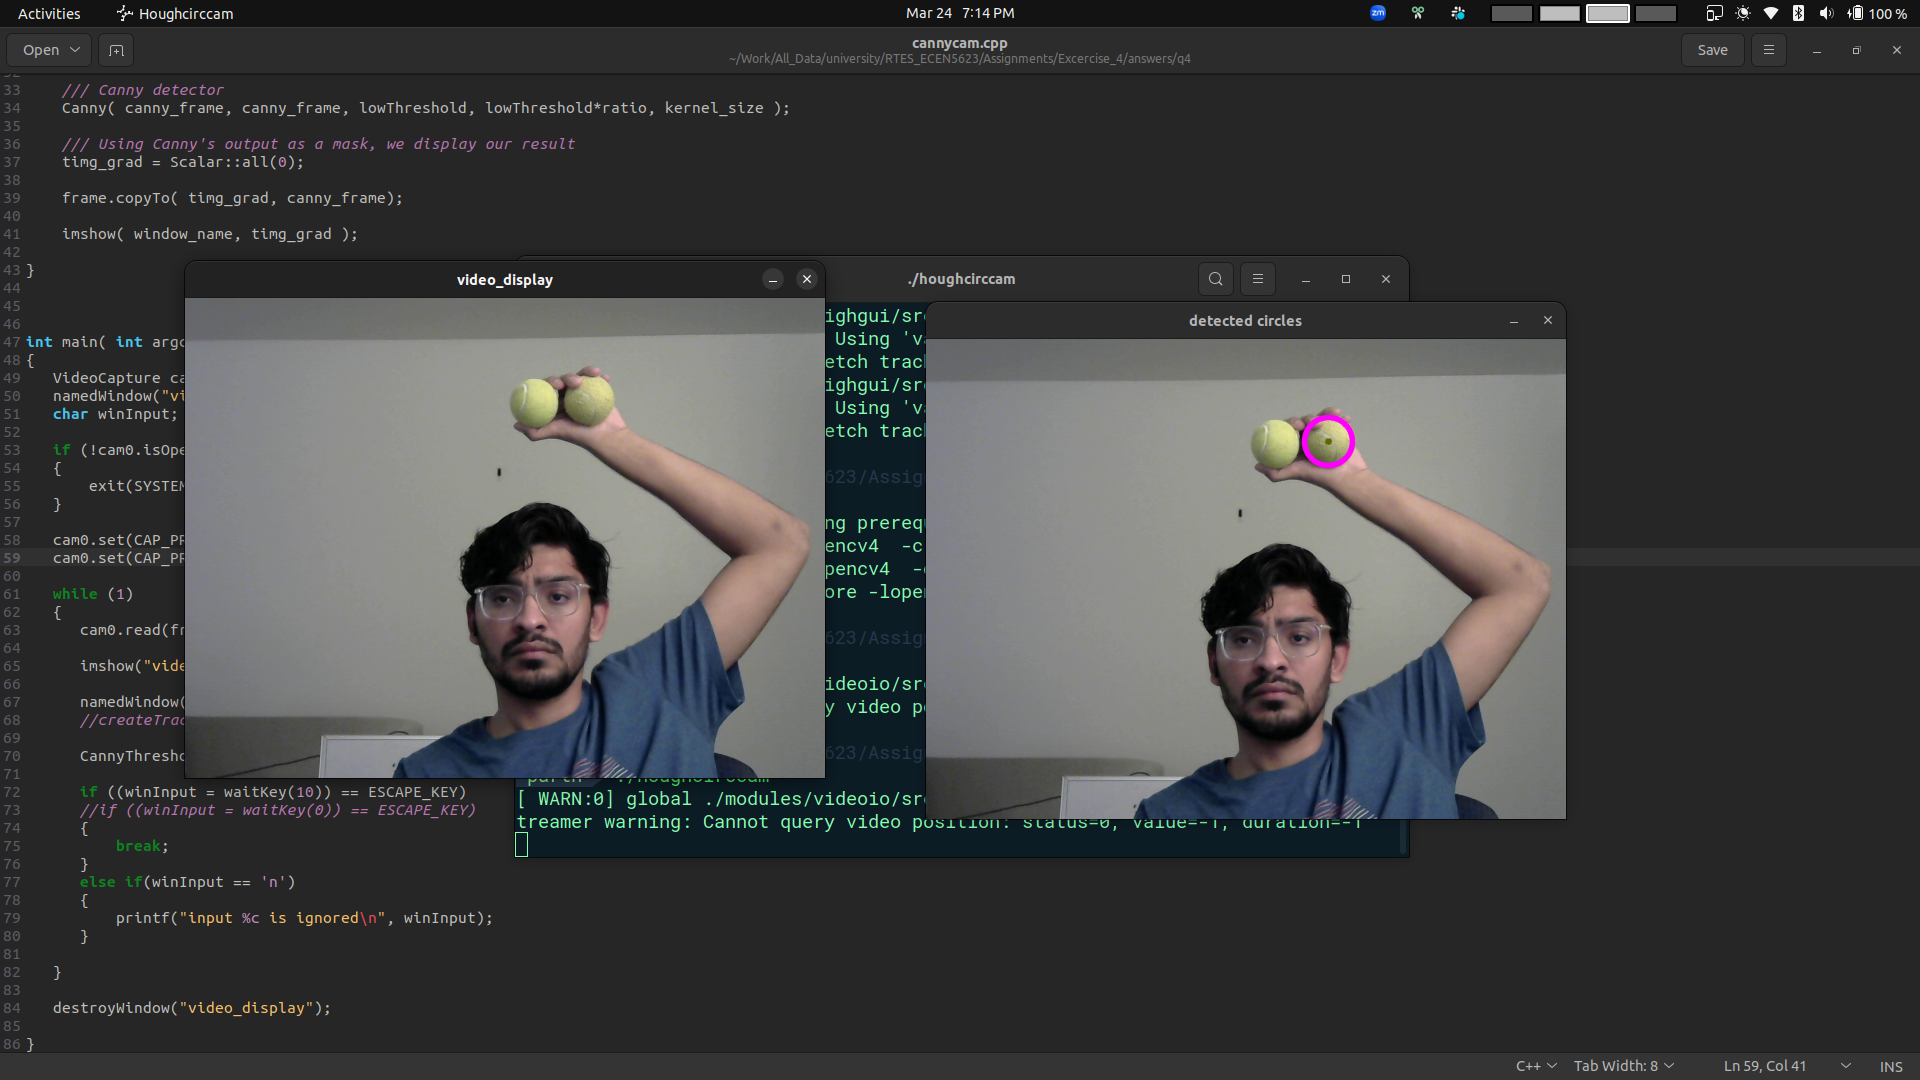 Activities
Houghcirccam
Mar 24 7:14 PM
zm
100 %
Open
cannycam.cpp
~/Work/All_Data/university/RTES_ECEN5623/Assignments/Excercise_4/answers/q4
Save
33 /// Canny detector
34 Canny( canny_frame, canny_frame, lowThreshold, lowThreshold*ratio, kernel_size );
35
36 /// Using Canny's output as a mask, we display our result
37 timg_grad = Scalar::all(0);
38
39 frame.copyTo( timg_grad, canny_frame);
40
41 imshow( window_name, timg_grad );
42
43 }
44
45
46
47 int main( int argc
48 {
49 VideoCapture ca
50 namedWindow("vi
51 char winInput;
52
53 if (!cam0.isOpe
54 {
55 exit(SYSTEM
56 }
57
58 cam0.set(CAP_PR
59 cam0.set(CAP_PR
60
61 while (1)
62 {
63 cam0.read(fr
64
65 imshow("vide
66
67 namedWindow(
68 //createTrac
69
70 CannyThresho
71
72 if ((winInput = waitKey(10)) == ESCAPE_KEY)
73 //if ((winInput = waitKey(0)) == ESCAPE_KEY)
74 {
75 break;
76 }
77 else if(winInput == 'n')
78 {
79 printf("input %c is ignored\n", winInput);
80 }
81
82 }
83
84 destroyWindow("video_display");
85
86 }
video_display
./houghcirccam
ighgui/sr
Using 'va
etch track
ighgui/sr
Using 'va
etch track
623/Assig
ng prerequ
encv4 -c
pencv4 -
ore -lope
623/Assig
ideoio/sr
y video p
623/Assig
[ WARN:0] global ./modules/videoio/sr
treamer warning: Cannot query video position: status=0, value=-1, duration=-1
detected circles
C++
Tab Width: 8
Ln 59, Col 41
INS